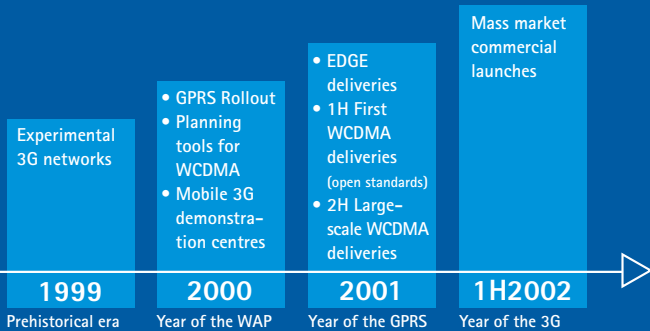 Experimental
3G networks
1999
Prehistorical era
• GPRS Rollout
• Planning
tools for
WCDMA
• Mobile 3G
demonstra-
tion centres
2000
Year of the WAP
• EDGE
deliveries
• 1H First
WCDMA
deliveries
(open standards)
• 2H Large-
scale WCDMA
deliveries
2001
Year of the GPRS
Mass market
commercial
launches
1H2002
Year of the 3G